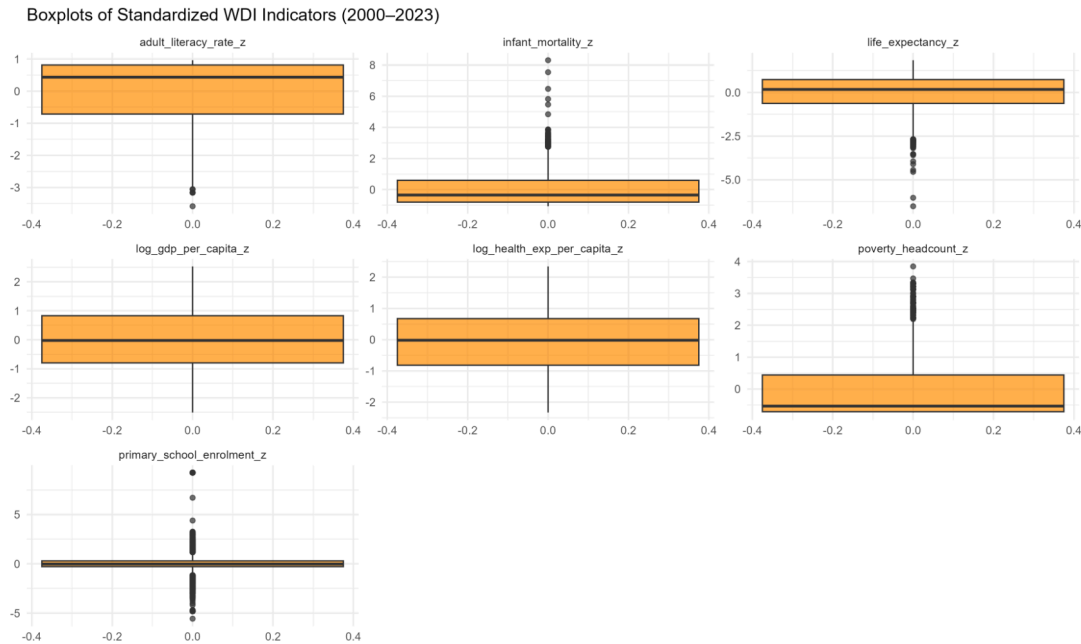 Boxplots of Standardized WDI Indicators (2000–2023)
adult_literacy_rate_z
infant_mortality_z
life_expectancy_z
1
0
-1
-2
-3
-0.4 -0.2 0.0 0.2 0.4
8
6
4
2
0
-0.4 -0.2 0.0 0.2 0.4
0.0
-2.5
-5.0
-0.4 -0.2 0.0 0.2 0.4
log_gdp_per_capita_z
log_health_exp_per_capita_z
poverty_headcount_z
2
1
0
-1
-2
-0.4 -0.2 0.0 0.2 0.4
2
1
0
-1
-2
-0.4 -0.2 0.0 0.2 0.4
4
3
2
1
0
-0.4 -0.2 0.0 0.2 0.4
primary_school_enrolment_z
5
0
-5
-0.4 -0.2 0.0 0.2 0.4